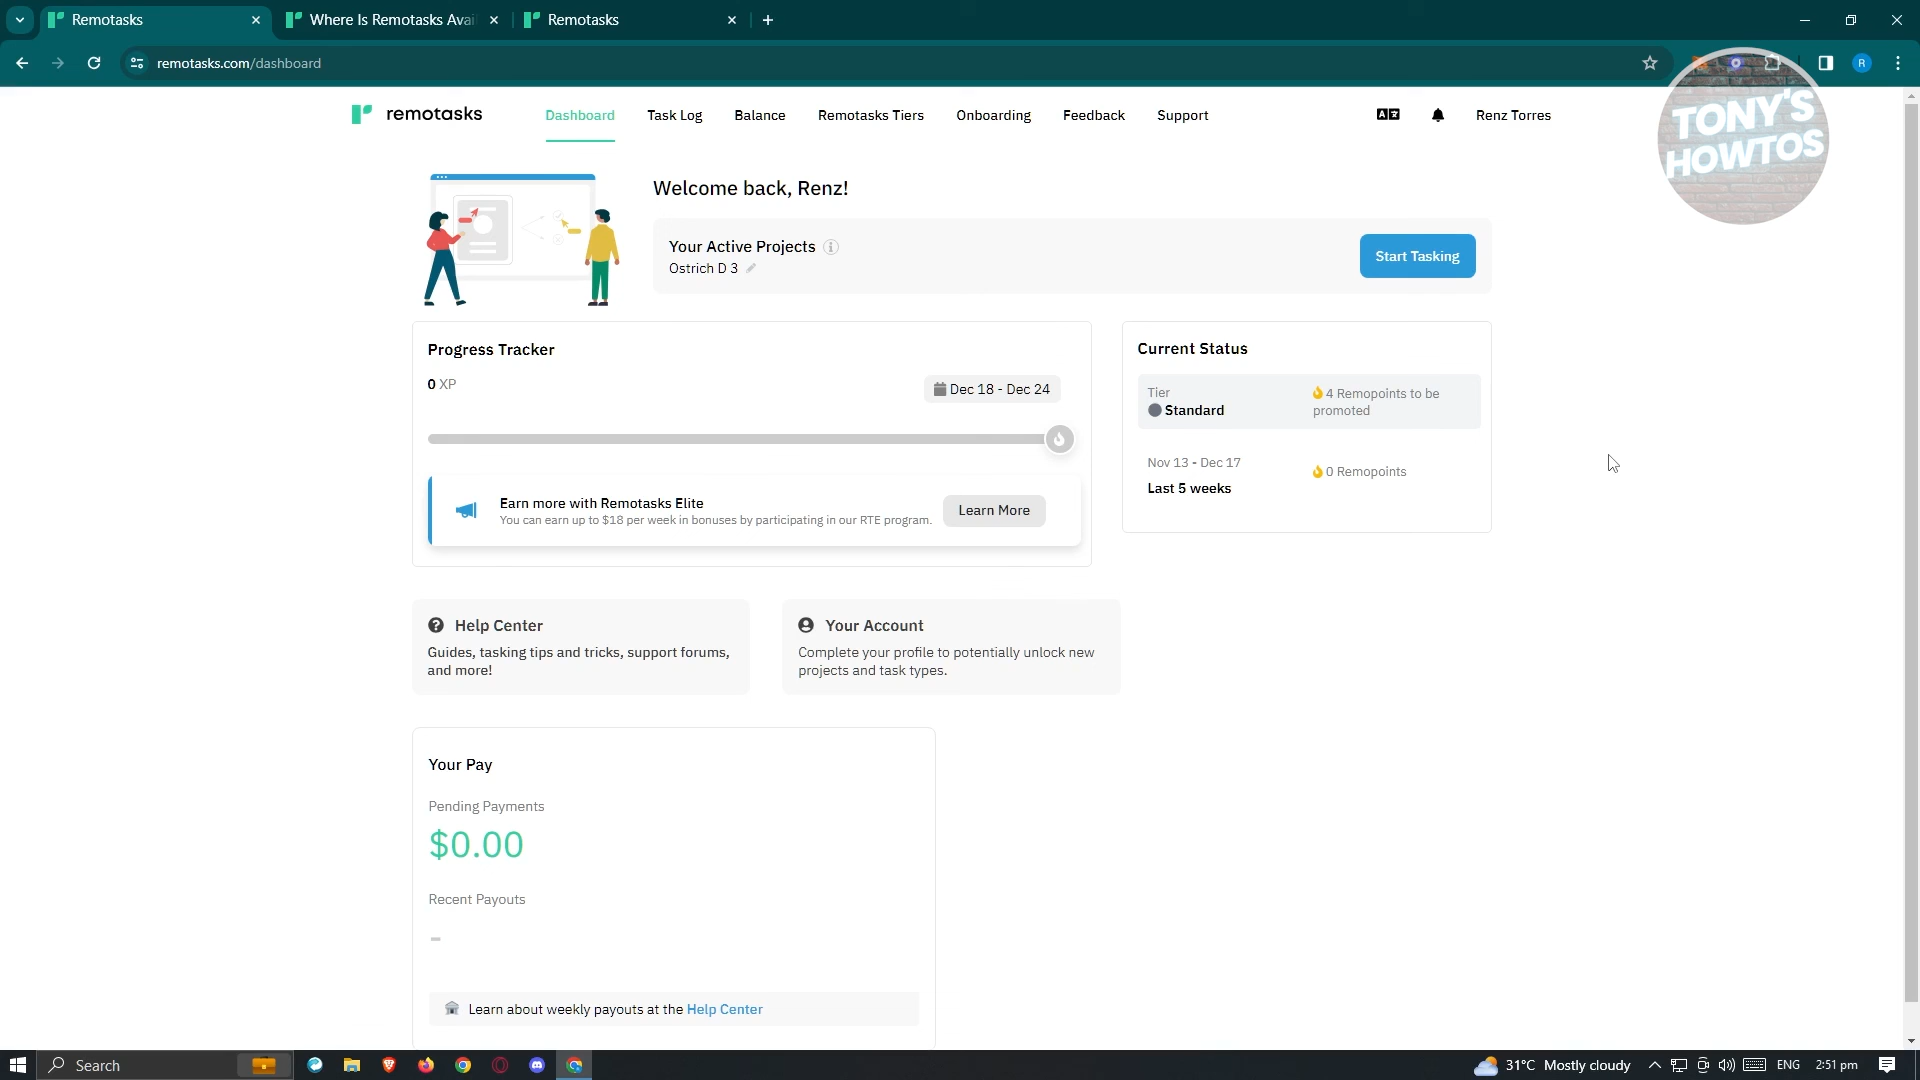 Remotasks
Where Is Remotasks Avai
Remotasks
remotasks.com/dashboard
R
remotasks
Dashboard
Task Log
Balance
Remotasks Tiers
Onboarding
Feedback
Support
Renz Torres
TONY'S
HOWTOS
Welcome back, Renz!
Your Active Projects
Ostrich D 3
Start Tasking
Progress Tracker
0 XP
Dec 18 - Dec 24
Earn more with Remotasks Elite
You can earn up to $18 per week in bonuses by participating in our RTE program.
Learn More
Current Status
Tier
Standard
4 Remopoints to be
promoted
Nov 13 - Dec 17
Last 5 weeks
0 Remopoints
Help Center
Guides, tasking tips and tricks, support forums,
and more!
Your Account
Complete your profile to potentially unlock new
projects and task types.
Your Pay
Pending Payments
$0.00
Recent Payouts
-
Learn about weekly payouts at the Help Center
Search
31°C Mostly cloudy
ENG
2:51 pm